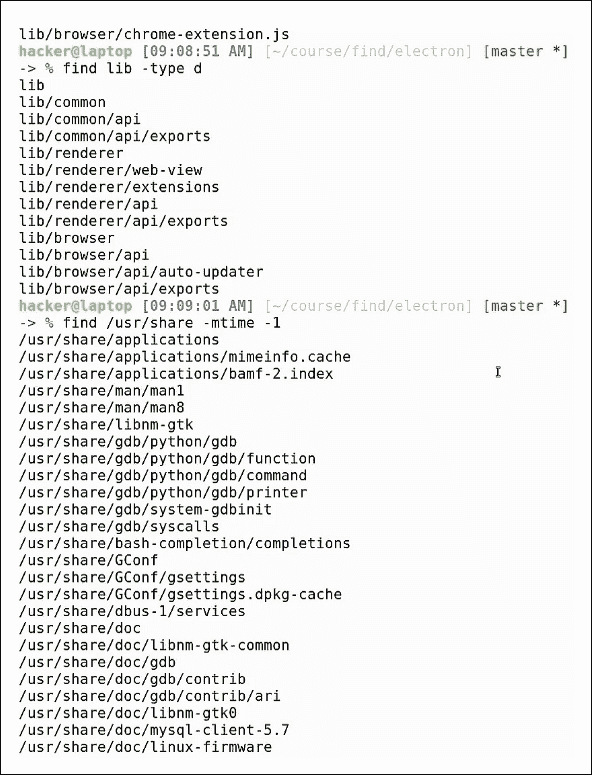 lib/browser/chrome-extension.js
hacker@laptop [09:08:51 AM] [~/course/find/electron] [master *]
-> % find lib -type d
lib
lib/common
lib/common/api
lib/common/api/exports
lib/renderer
lib/renderer/web-view
lib/renderer/extensions
lib/renderer/api
lib/renderer/api/exports
lib/browser
lib/browser/api
lib/browser/api/auto-updater
lib/browser/api/exports
hacker@laptop [09:09:01 AM] [~/course/find/electron] [master *]
-> % find /usr/share -mtime -1
/usr/share/applications
/usr/share/applications/mimeinfo.cache
/usr/share/applications/bamf-2.index
/usr/share/man/man1
/usr/share/man/man8
/usr/share/libnm-gtk
/usr/share/gdb/python/gdb
/usr/share/gdb/python/gdb/function
/usr/share/gdb/python/gdb/command
/usr/share/gdb/python/gdb/printer
/usr/share/gdb/system-gdbinit
/usr/share/gdb/syscalls
/usr/share/bash-completion/completions
/usr/share/GConf
/usr/share/GConf/gsettings
/usr/share/GConf/gsettings.dpkg-cache
/usr/share/dbus-1/services
/usr/share/doc
/usr/share/doc/libnm-gtk-common
/usr/share/doc/gdb
/usr/share/doc/gdb/contrib
/usr/share/doc/gdb/contrib/ari
/usr/share/doc/libnm-gtk0
/usr/share/doc/mysql-client-5.7
/usr/share/doc/linux-firmware